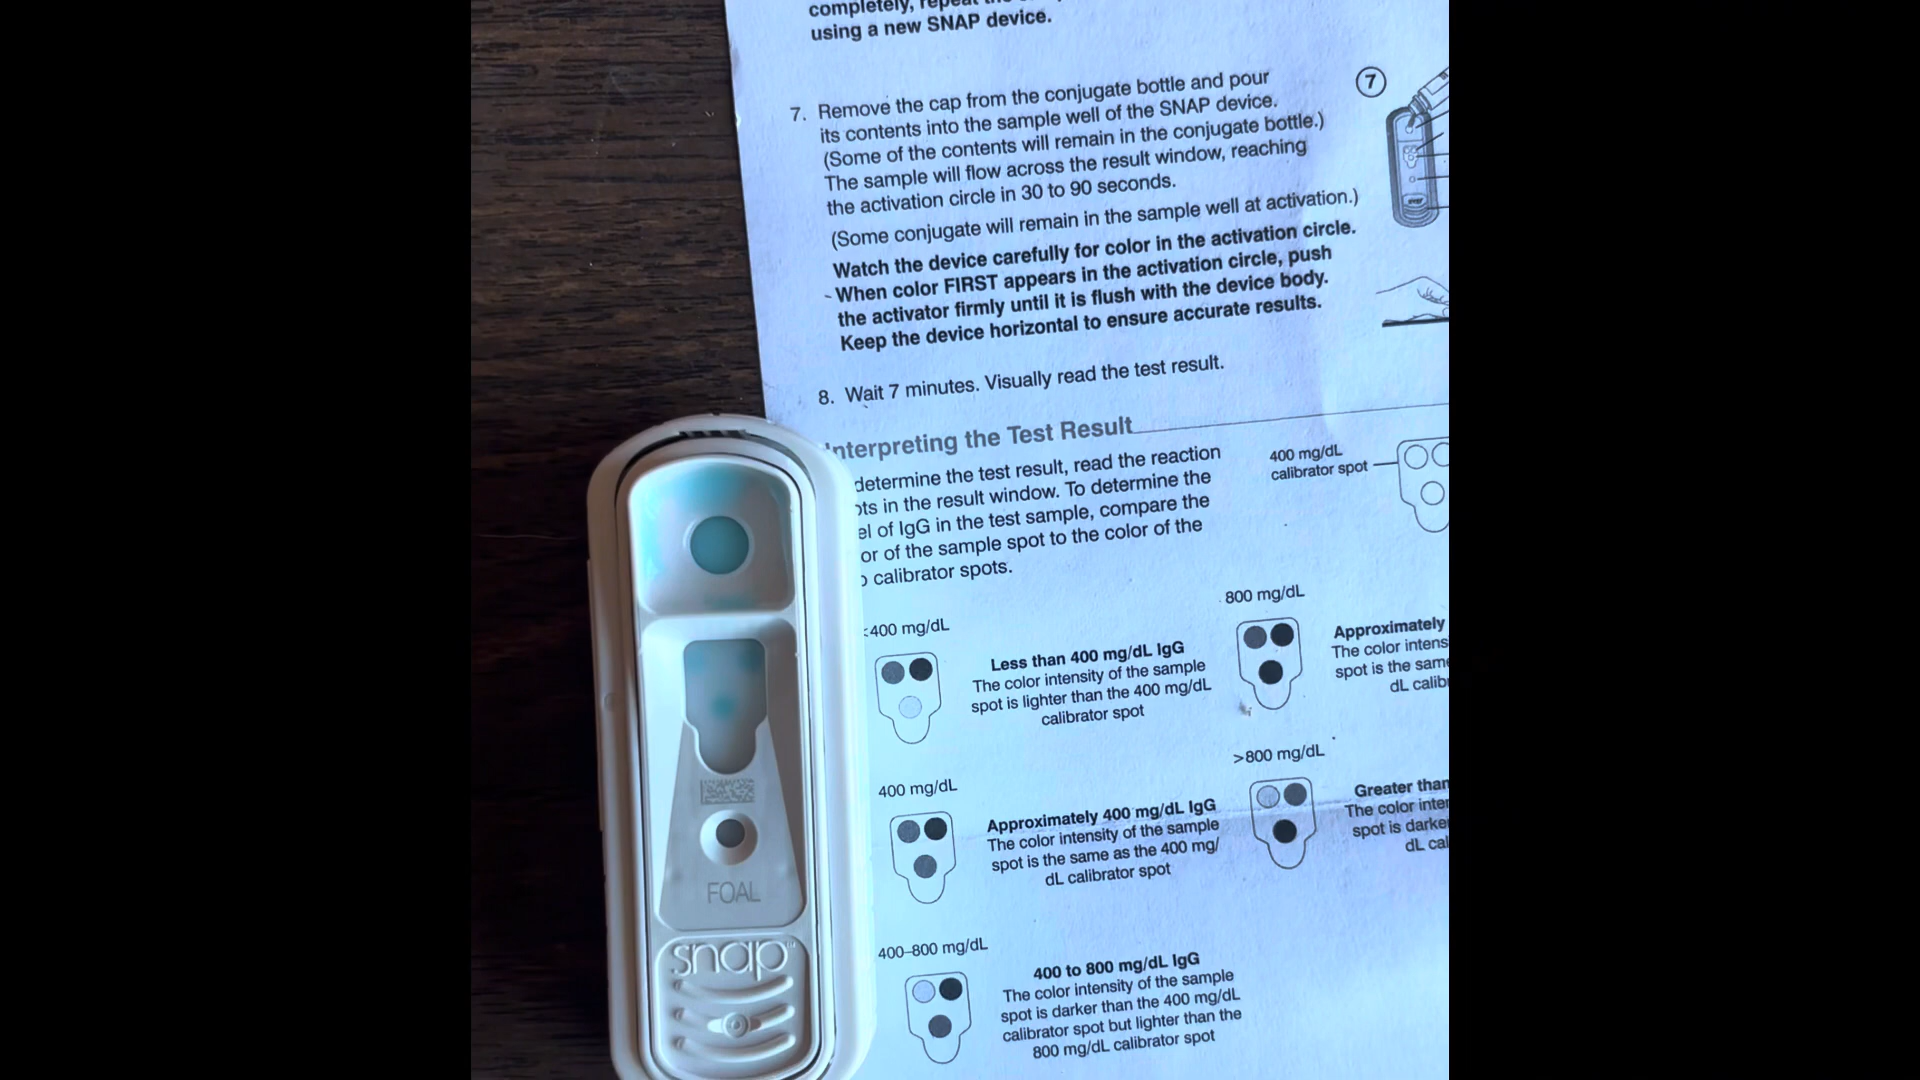 completely, repeat the
using a new SNAP device.
7. Remove the cap from the conjugate bottle and pour
its contents into the sample well of the SNAP device.
(Some of the contents will remain in the conjugate bottle.)
The sample will flow across the result window, reaching
the activation circle in 30 to 90 seconds.
(Some conjugate will remain in the sample well at activation.)
Watch the device carefully for color in the activation circle.
When color FIRST appears in the activation circle, push
the activator firmly until it is flush with the device body.
Keep the device horizontal to ensure accurate results.
7
8. Wait 7 minutes. Visually read the test result.
Interpreting the Test Result
determine the test result, read the reaction
ots in the result window. To determine the
el of IgG in the test sample, compare the
or of the sample spot to the color of the
calibrator spots.
400 mg/dL
calibrator spot
<400 mg/dL
Less than 400 mg/dL IgG
The color intensity of the sample
spot is lighter than the 400 mg/dL
calibrator spot
800 mg/dL
Approximately
The color intens
spot is the same
dL calib
400 mg/dL
Approximately 400 mg/dL IgG
The color intensity of the sample
spot is the same as the 400 mg/
dL calibrator spot
>800 mg/dL
Greater than
The color inte
spot is darke
dL cal
400–800 mg/dL
400 to 800 mg/dL IgG
The color intensity of the sample
spot is darker than the 400 mg/dL
calibrator spot but lighter than the
800 mg/dL calibrator spot
FOAL
snap